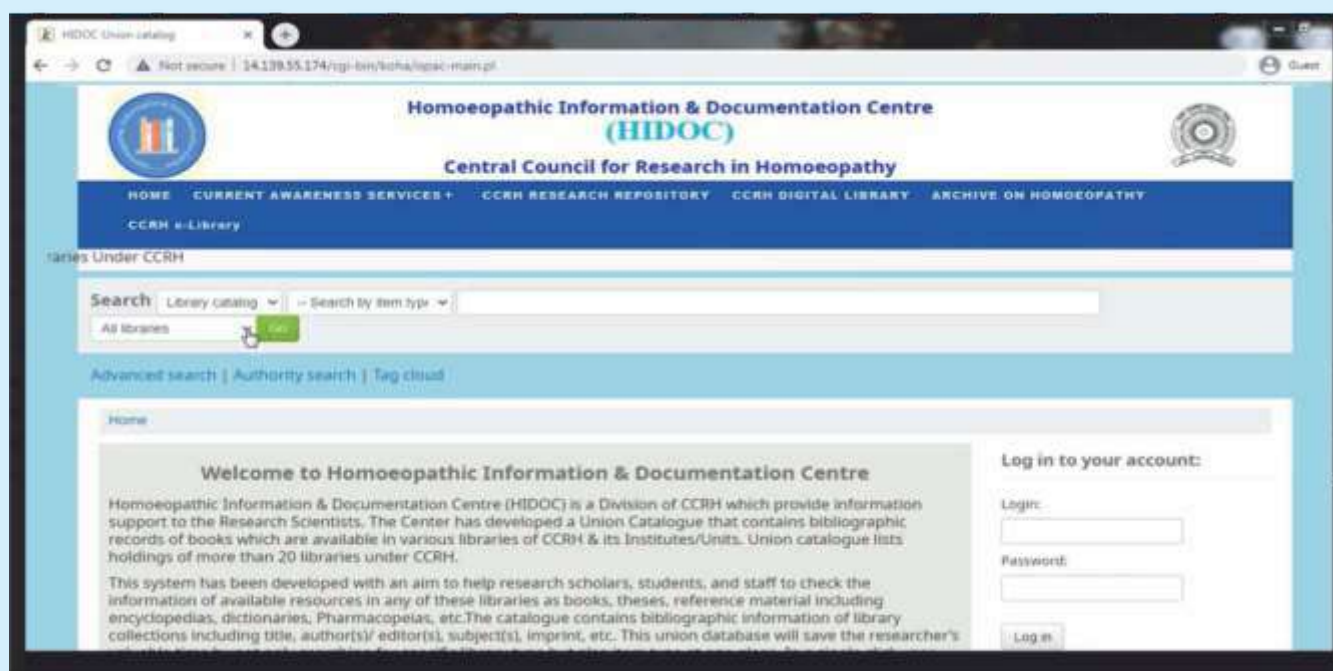 HIDOC Union catalog
Not secure | 14.139.55.174/cgi-bin/koha/opac-main.pl
Guest
Homoeopathic Information & Documentation Centre
(HIDOC)
Central Council for Research in Homoeopathy
HOME CURRENT AWARENESS SERVICES + CCRH RESEARCH REPOSITORY CCRH DIGITAL LIBRARY ARCHIVE ON HOMOEOPATHY
CCRH e-Library
raries Under CCRH
Search Library catalog -- Search by item type
All libraries Go
Advanced search | Authority search | Tag cloud
Home
Welcome to Homoeopathic Information & Documentation Centre
Log in to your account:
Homoeopathic Information & Documentation Centre (HIDOC) is a Division of CCRH which provide information
support to the Research Scientists. The Center has developed a Union Catalogue that contains bibliographic
records of books which are available in various libraries of CCRH & its Institutes/Units. Union catalogue lists
holdings of more than 20 libraries under CCRH.
Login:
Password:
This system has been developed with an aim to help research scholars, students, and staff to check the
information of available resources in any of these libraries as books, theses, reference material including
encyclopedias, dictionaries, Pharmacopeias, etc.The catalogue contains bibliographic information of library
collections including title, author(s)/ editor(s), subject(s), imprint, etc. This union database will save the researcher's
Log in